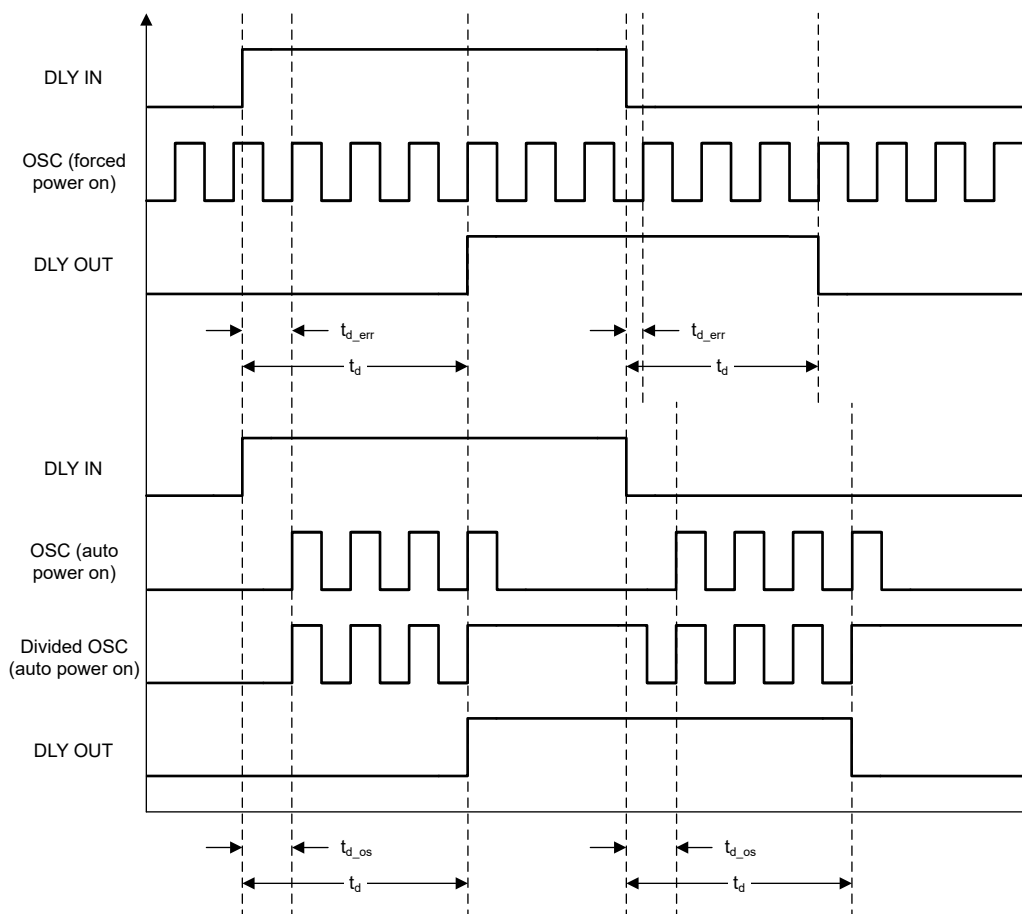 DLY IN
OSC (forced
power on)
DLY OUT
t_d_err
t_d_err
t_d
t_d
DLY IN
OSC (auto
power on)
Divided OSC
(auto power on)
DLY OUT
t_d_os
t_d_os
t_d
t_d